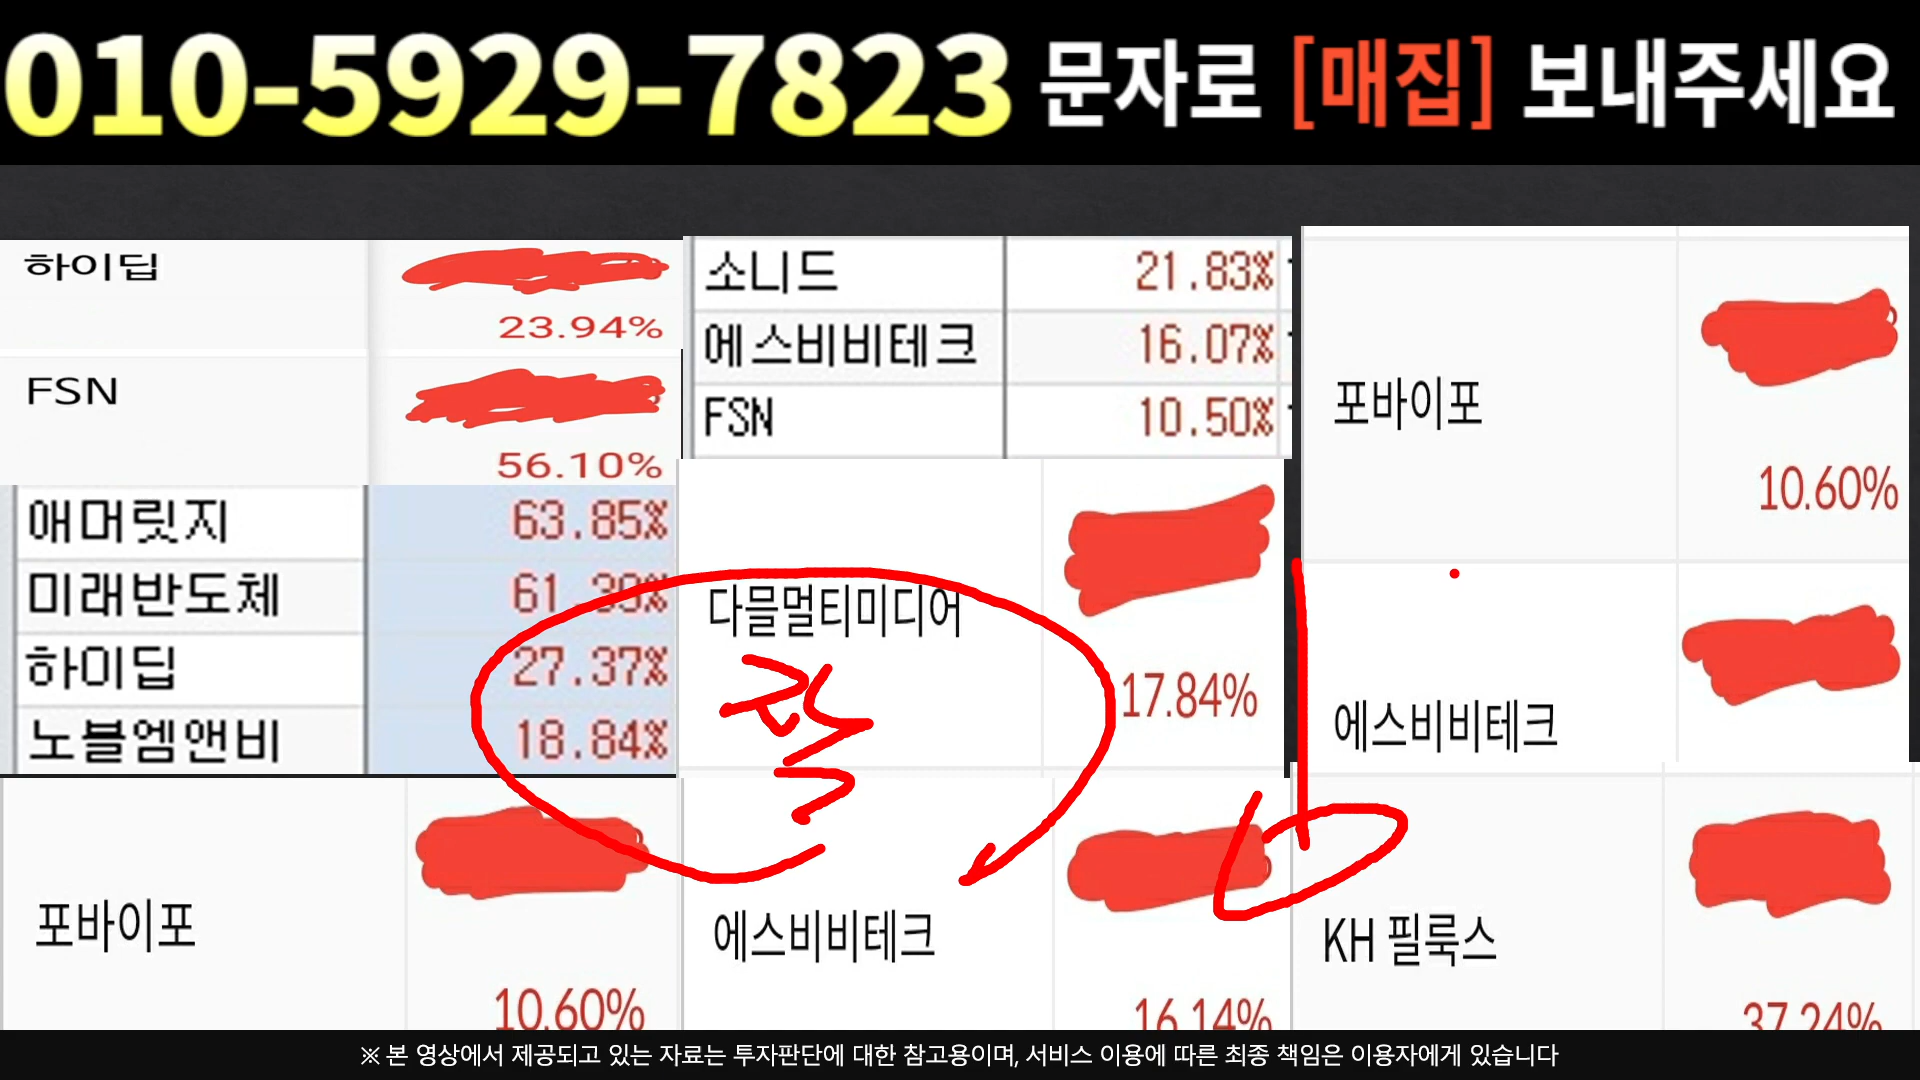 010-5929-7823 문자로 [매집] 보내주세요
하이딥
23.94%
FSN
56.10%
애머릿지 63.85%
미래반도체 61.39%
하이딥 27.37%
노블엠앤비 18.84%
소니드 21.83%
에스비비테크 16.07%
FSN 10.50%
다믈멀티미디어
17.84%
포바이포
10.60%
에스비비테크
포바이포
10.60%
에스비비테크
16.14%
KH 필룩스
37.24%
※ 본 영상에서 제공되고 있는 자료는 투자판단에 대한 참고용이며, 서비스 이용에 따른 최종 책임은 이용자에게 있습니다